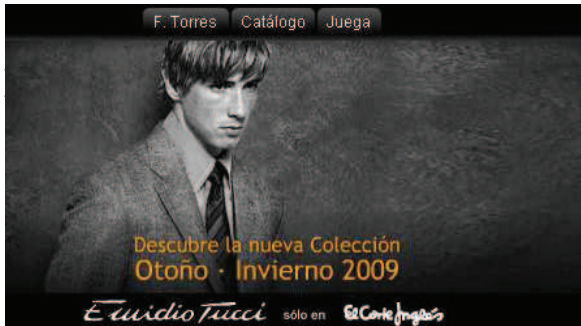 F. Torres Catálogo Juega
Descubre la nueva Colección
Otoño · Invierno 2009
Emidio Tucci sólo en El Corte Inglés